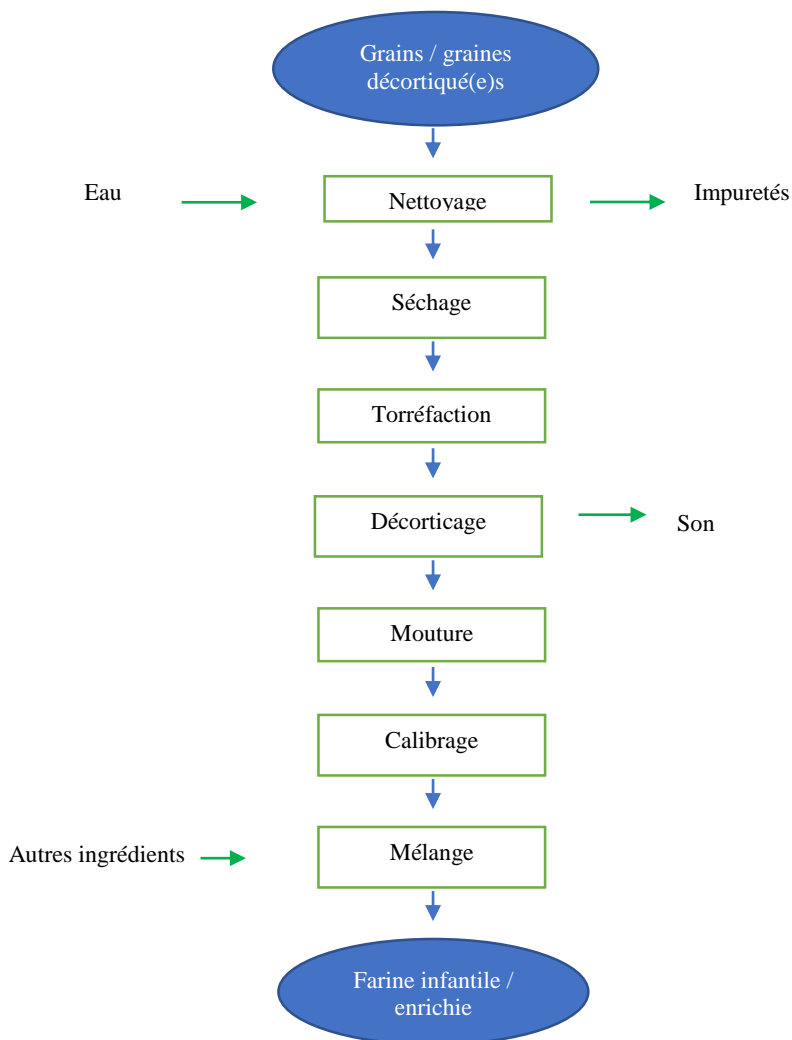 Grains / graines
décortiqué(e)s
Eau
Nettoyage
Impuretés
Séchage
Torréfaction
Décorticage
Son
Mouture
Calibrage
Autres ingrédients
Mélange
Farine infantile /
enrichie